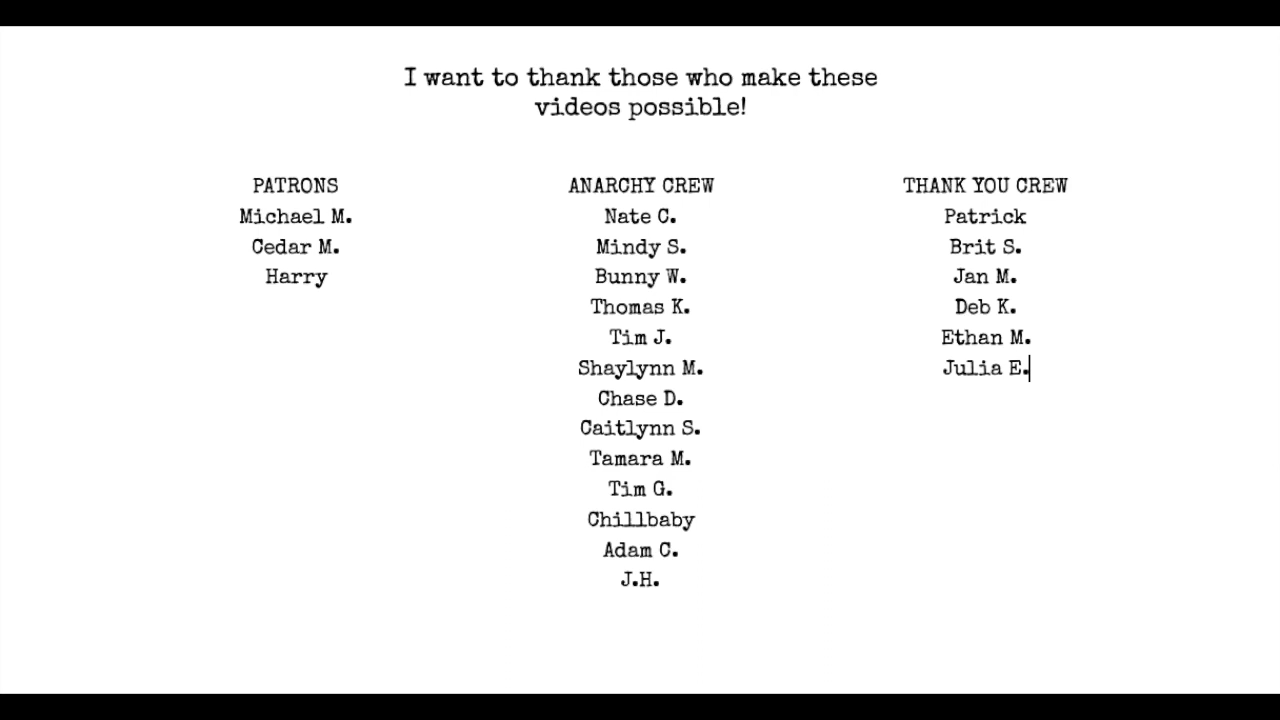 I want to thank those who make these
videos possible!
PATRONS
Michael M.
Cedar M.
Harry
ANARCHY CREW
Nate C.
Mindy S.
Bunny W.
Thomas K.
Tim J.
Shaylynn M.
Chase D.
Caitlynn S.
Tamara M.
Tim G.
Chillbaby
Adam C.
J.H.
THANK YOU CREW
Patrick
Brit S.
Jan M.
Deb K.
Ethan M.
Julia E.